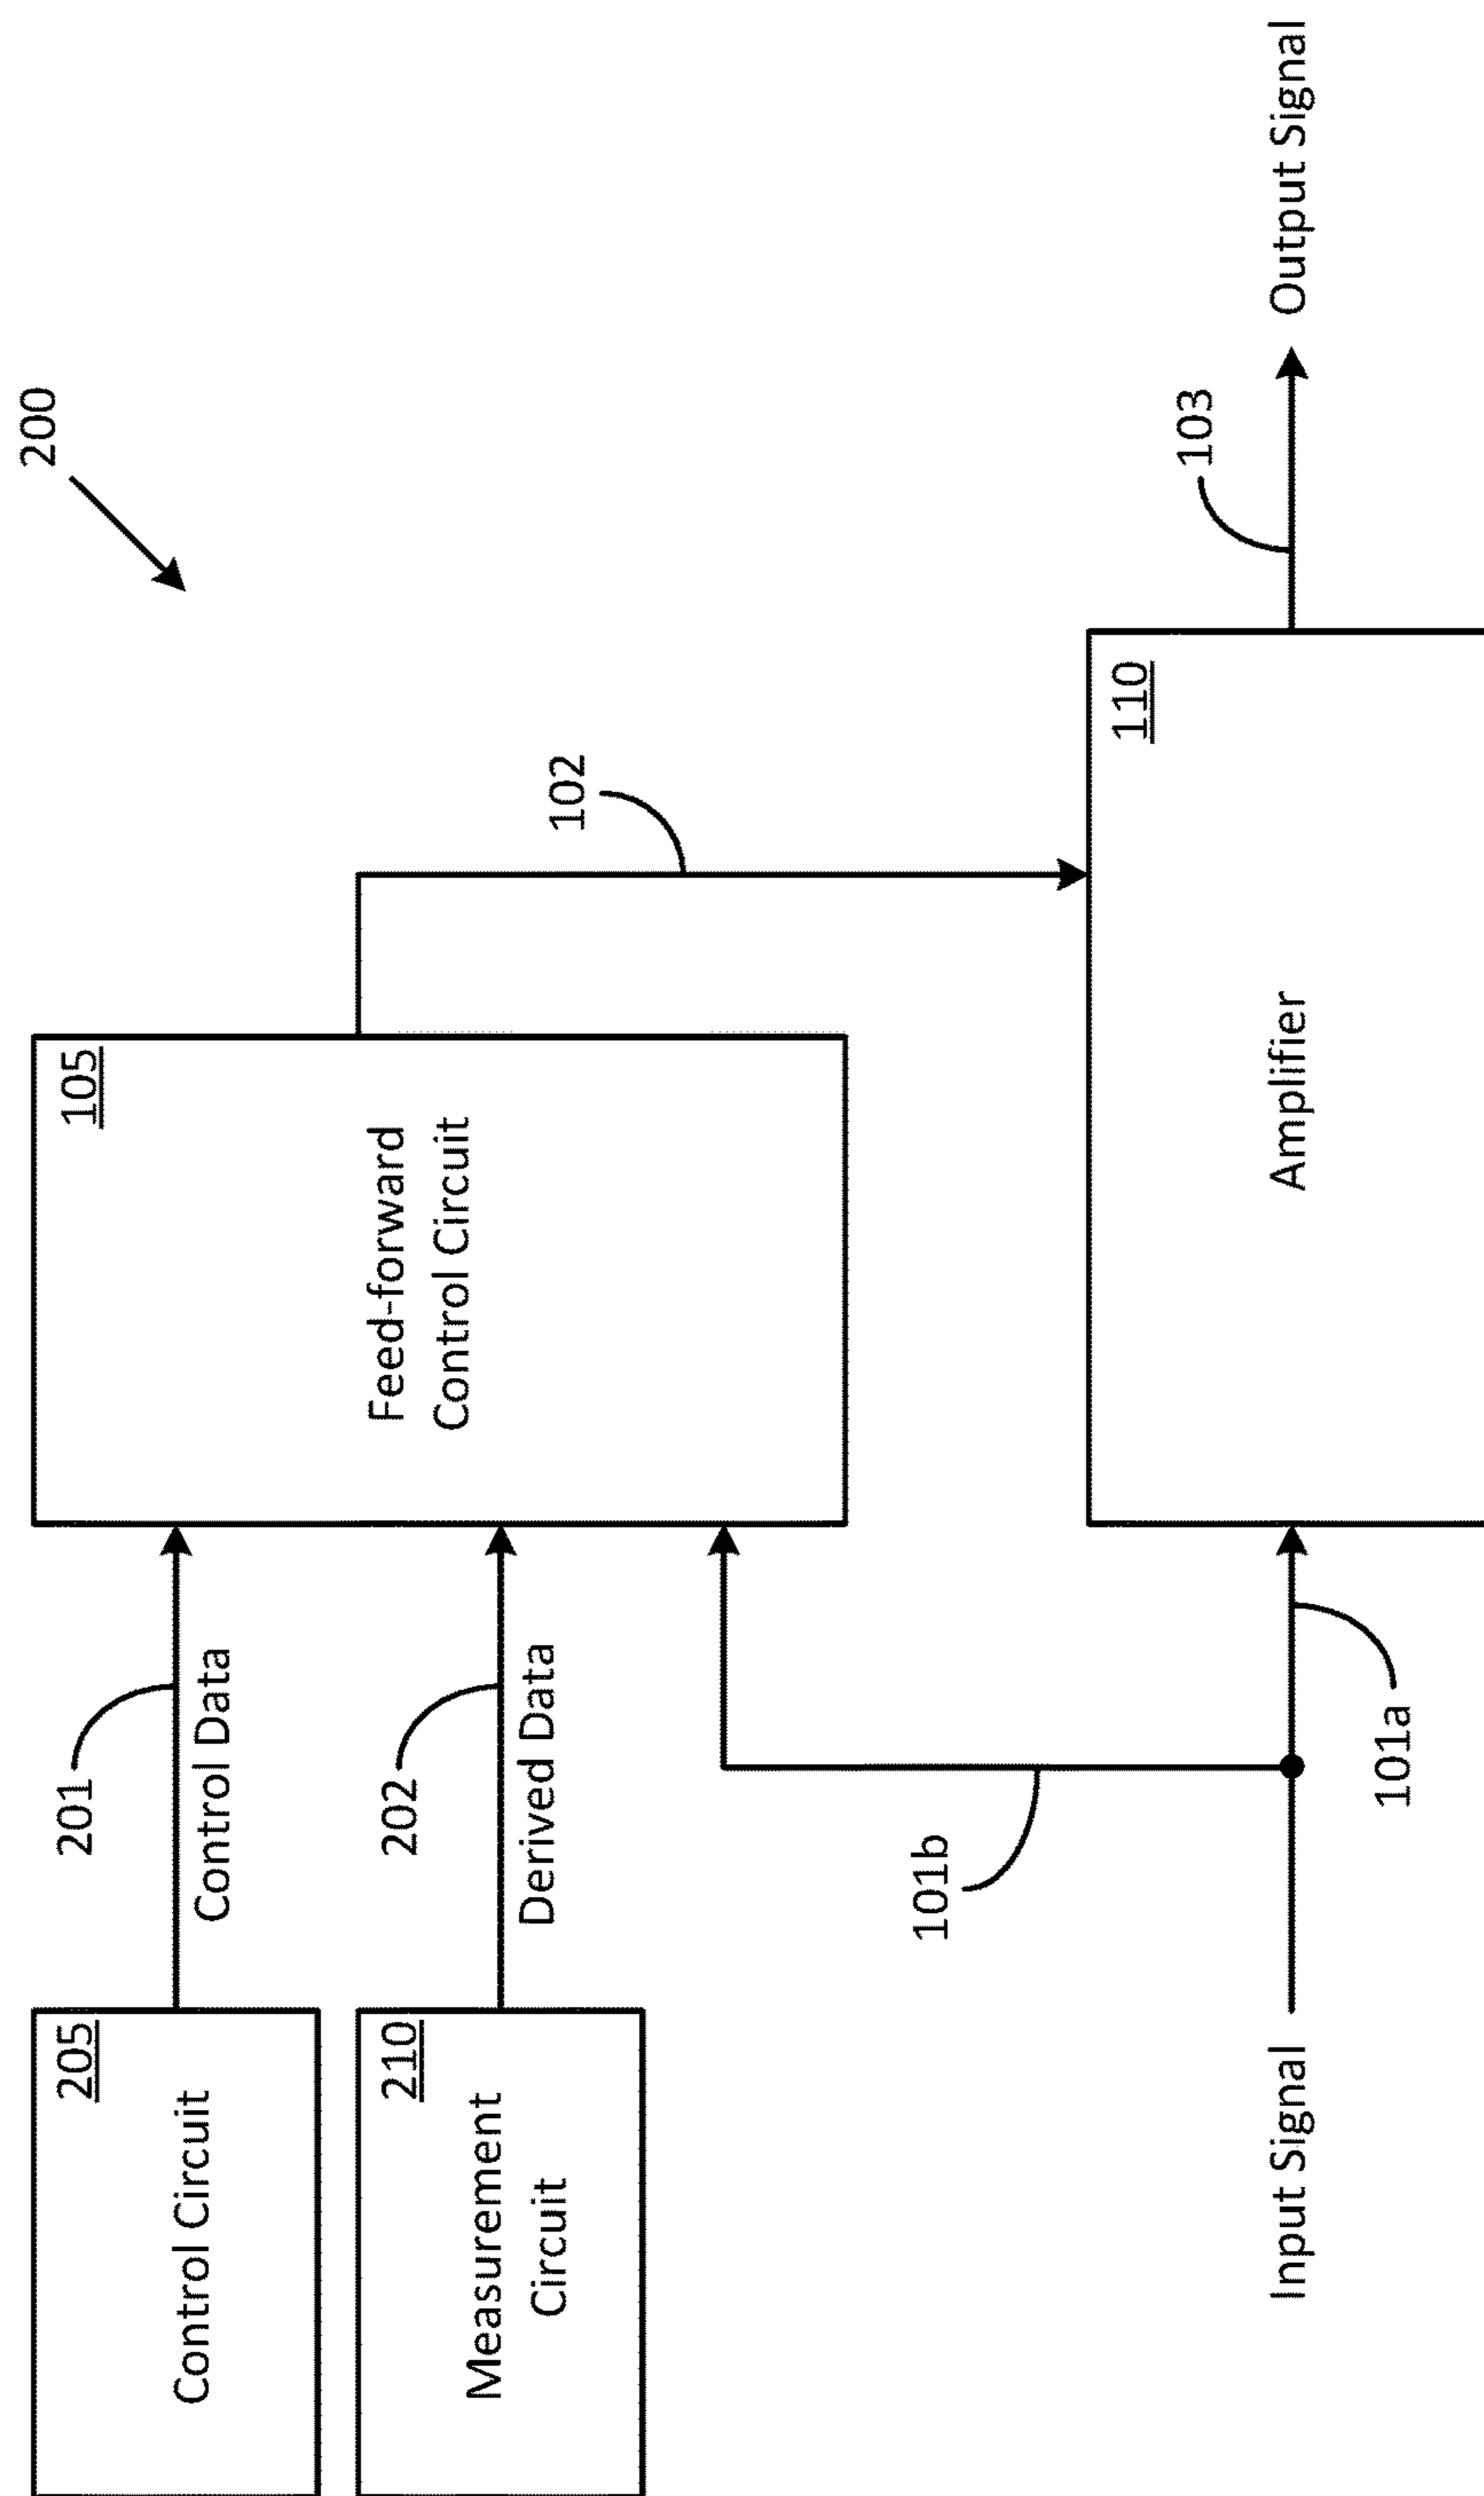 200
205
Control Circuit
201
Control Data
105
Feed-forward
Control Circuit
210
Measurement
Circuit
202
Derived Data
102
101b
103
110
Amplifier
Input Signal
101a
Output Signal